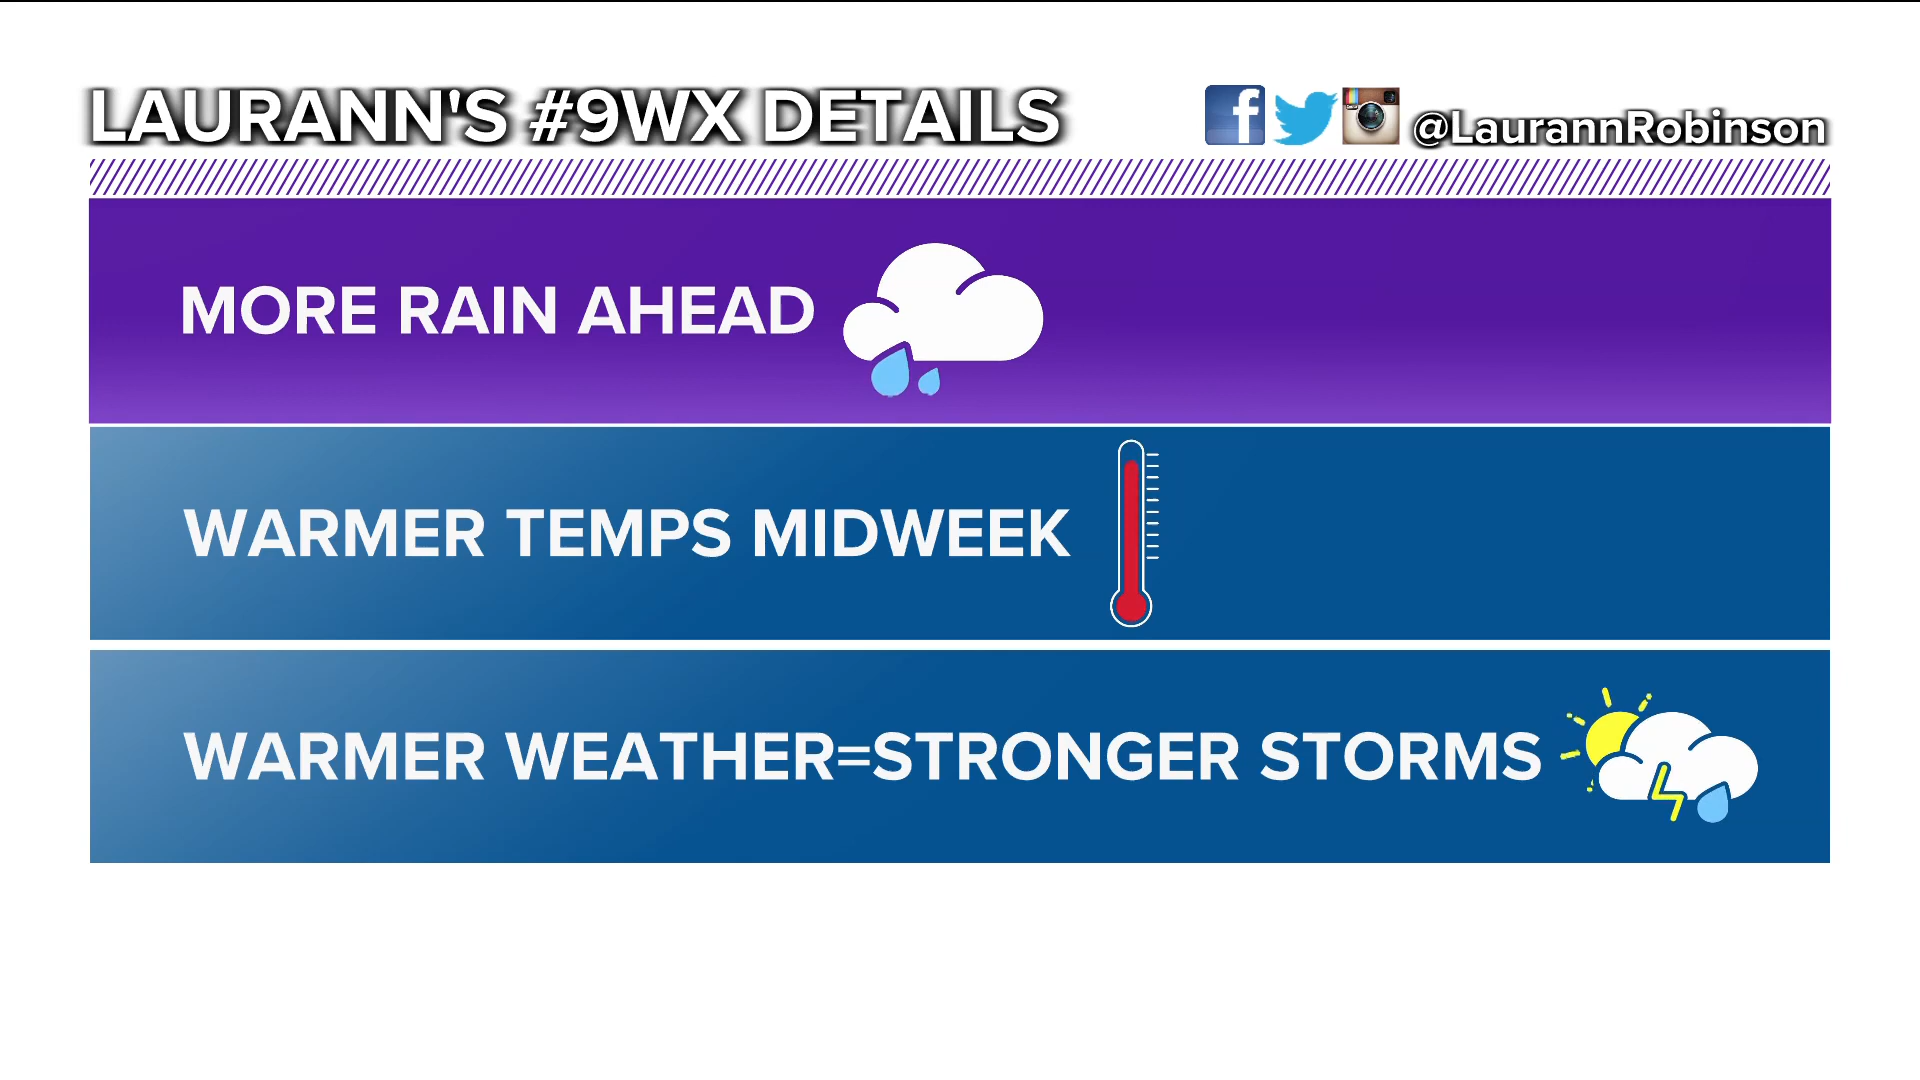 LAURANN'S #9WX DETAILS
@LaurannRobinson
MORE RAIN AHEAD
WARMER TEMPS MIDWEEK
WARMER WEATHER=STRONGER STORMS